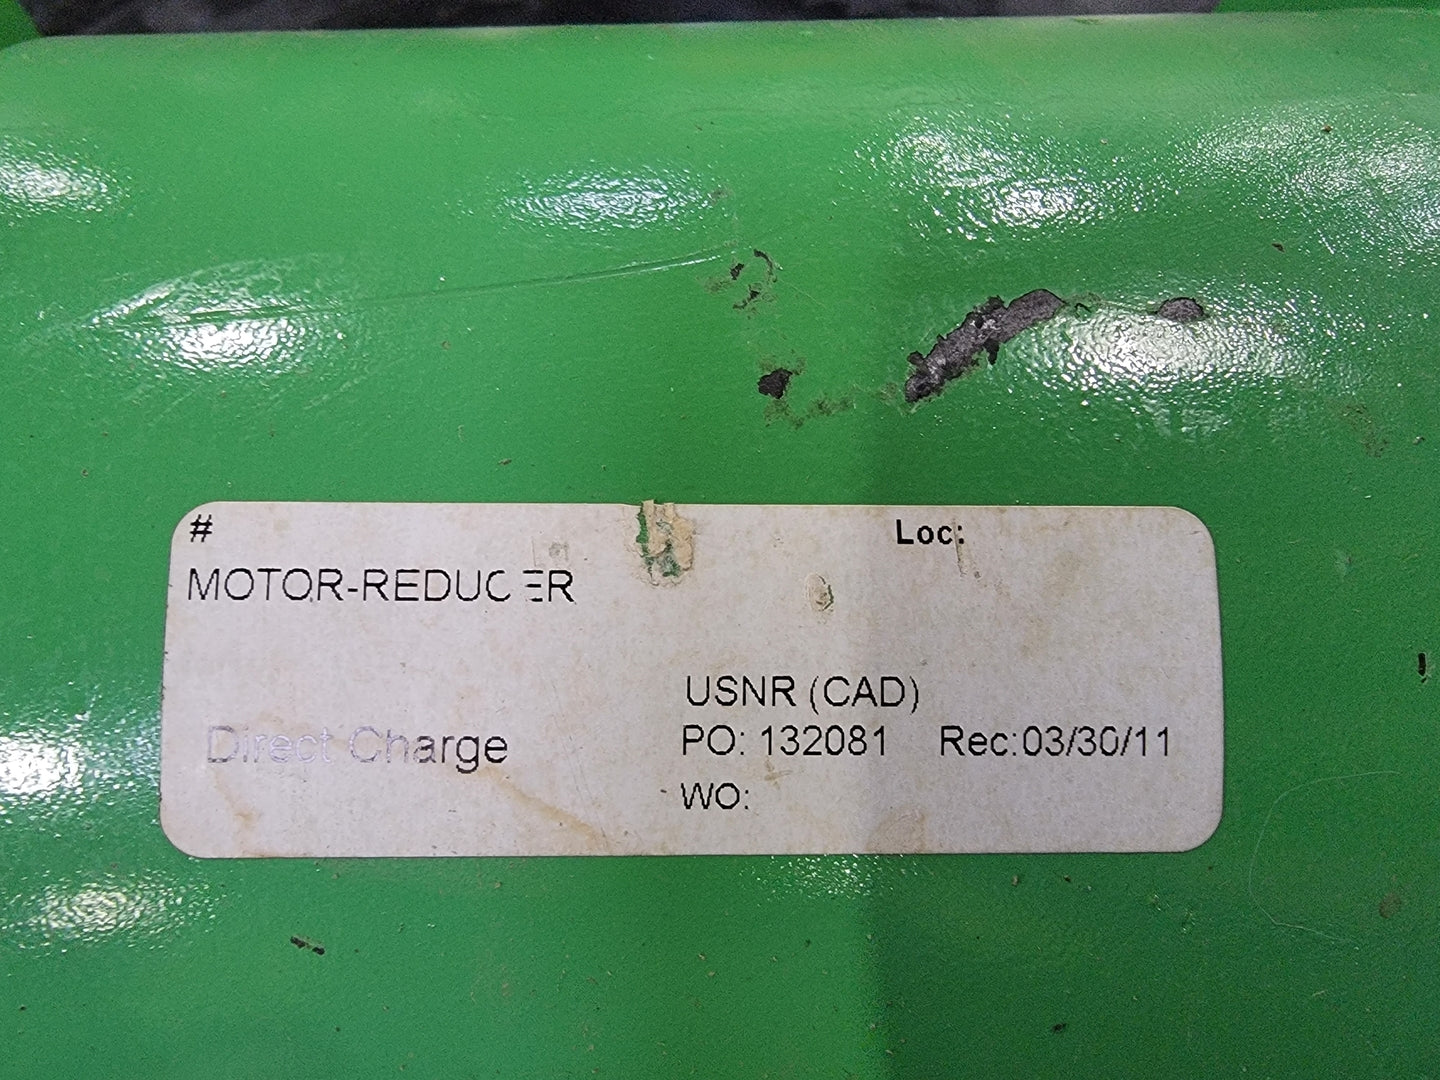 # Loc:
MOTOR-REDUCER
USNR (CAD)
Direct Charge PO: 132081 Rec:03/30/11
WO: